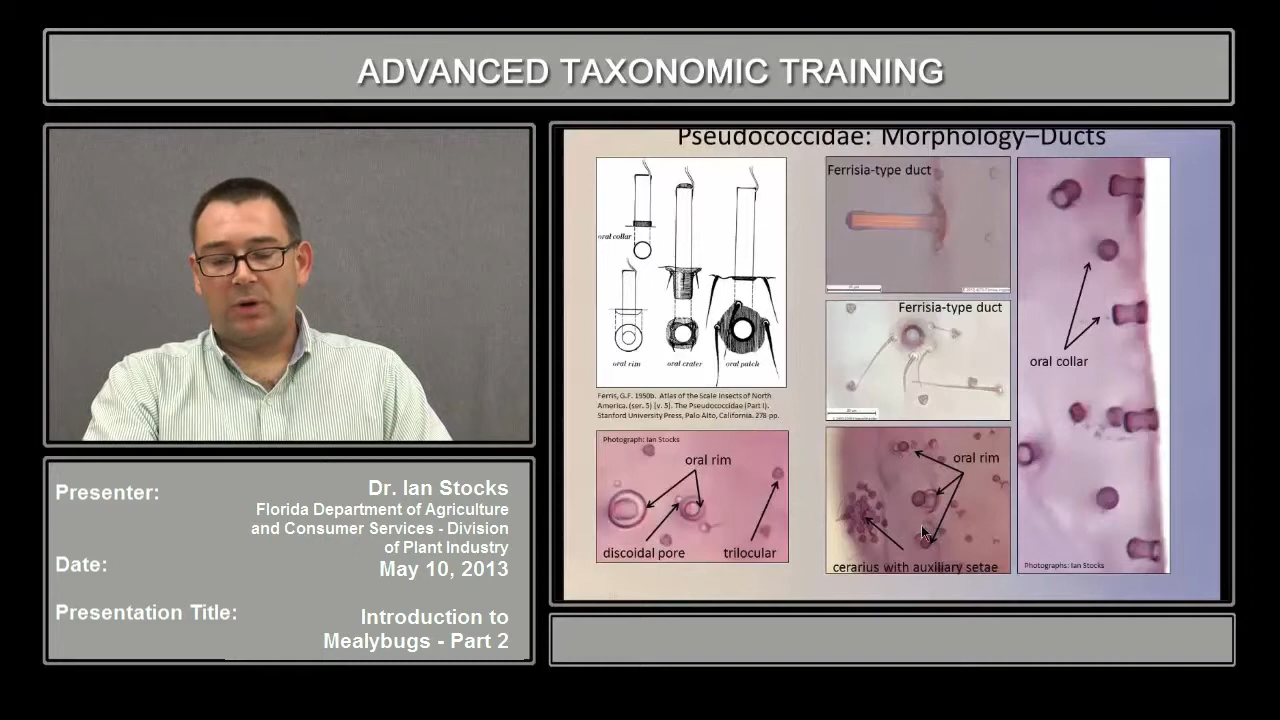 ADVANCED TAXONOMIC TRAINING
Presenter:
Dr. Ian Stocks
Florida Department of Agriculture
and Consumer Services - Division
of Plant Industry
Date:
May 10, 2013
Presentation Title:
Introduction to
Mealybugs - Part 2
Pseudococcidae: Morphology–Ducts
oral collar
oral rim
oral crater
oral patch
Ferris, G.F. 1950b. Atlas of the Scale Insects of North
America. (ser. 5) [v. 5]. The Pseudococcidae (Part I).
Stanford University Press, Palo Alto, California. 278 pp.
Photograph: Ian Stocks
oral rim
discoidal pore
trilocular
Ferrisia-type duct
Ferrisia-type duct
oral rim
cerarius with auxiliary setae
oral collar
Photographs: Ian Stocks